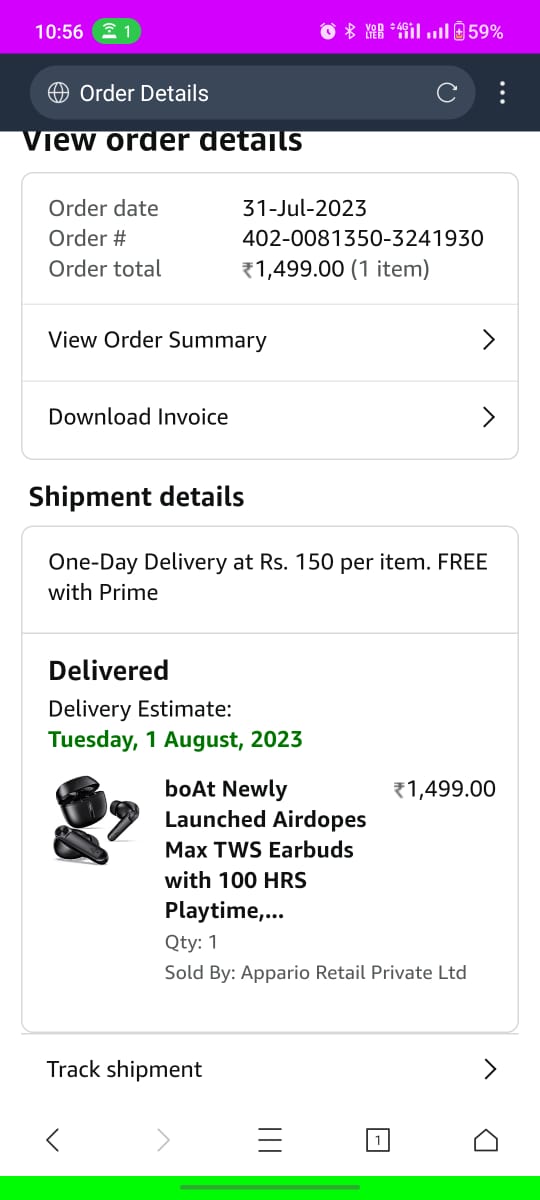 10:56 1 VoD LTE2 4G+ 59%
Order Details
View order details
Order date 31-Jul-2023
Order # 402-0081350-3241930
Order total ₹1,499.00 (1 item)
View Order Summary
Download Invoice
Shipment details
One-Day Delivery at Rs. 150 per item. FREE
with Prime
Delivered
Delivery Estimate:
Tuesday, 1 August, 2023
boAt Newly ₹1,499.00
Launched Airdopes
Max TWS Earbuds
with 100 HRS
Playtime,...
Qty: 1
Sold By: Appario Retail Private Ltd
Track shipment
1